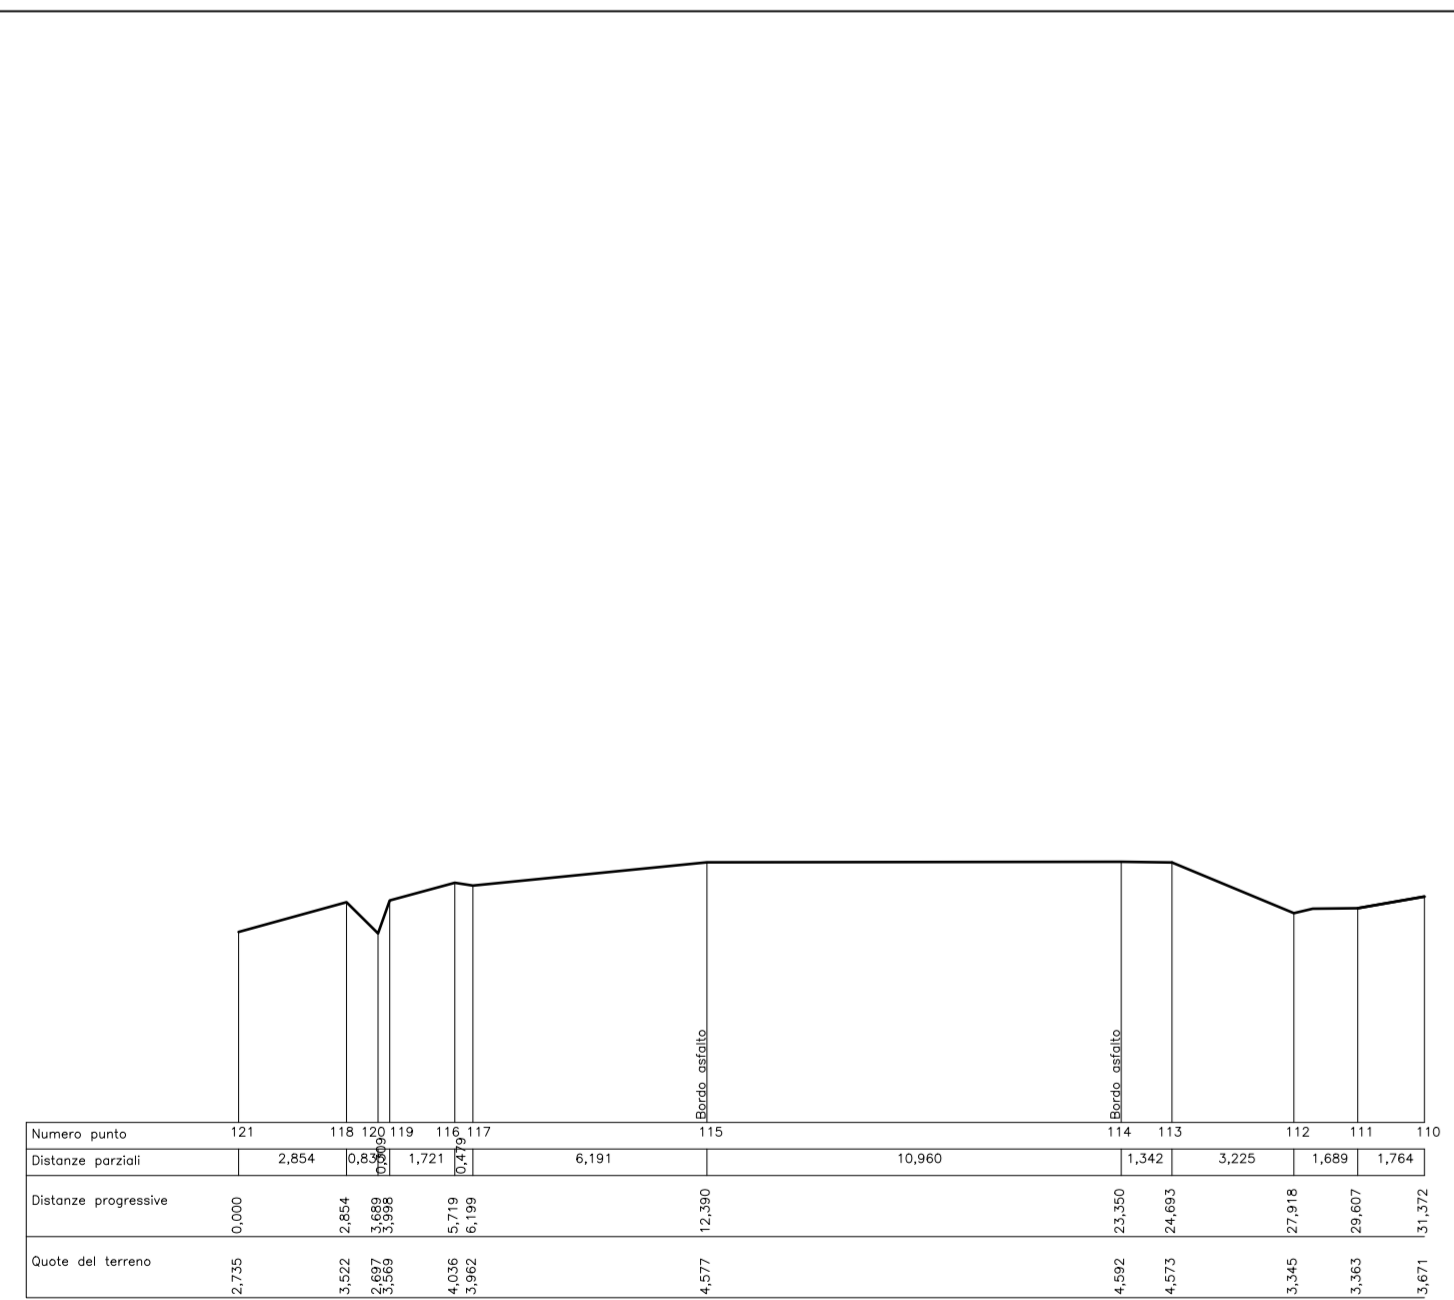 Bordo asfalto
Bordo asfalto
Numero punto 121 118 120 119 116 117 115 114 113 112 111 110
Distanze parziali 2,854 0,309 1,721 0,479 6,191 10,960 1,342 3,225 1,689 1,764
Distanze progressive 0,000 2,854 3,689 3,998 5,719 6,199 12,390 23,350 24,693 27,918 29,607 31,372
Quote del terreno 2,735 3,522 2,697 3,569 4,036 3,962 4,577 4,592 4,573 3,345 3,363 3,671